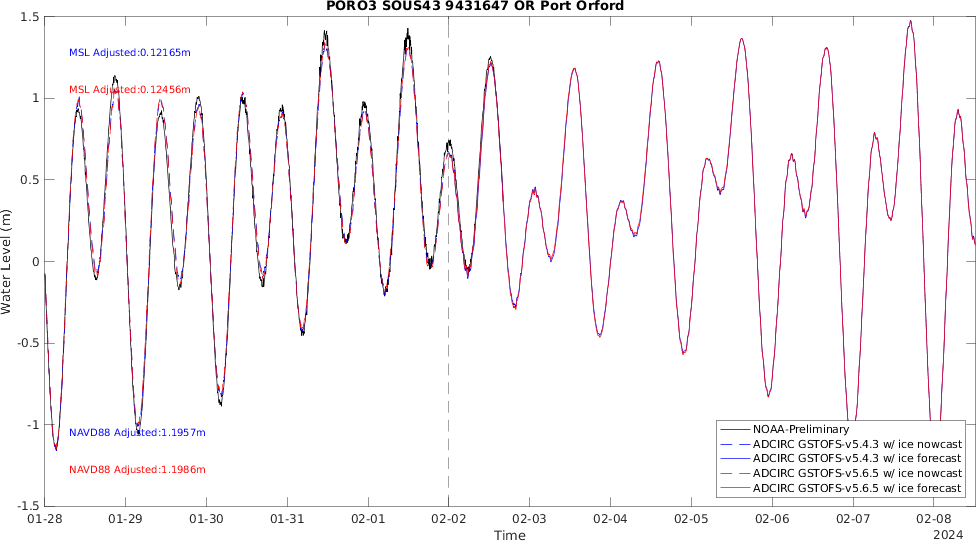 PORO3 SOUS43 9431647 OR Port Orford
1.5
1
0.5
0
-0.5
-1
-1.5
Water Level (m)
MSL Adjusted:0.12165m
MSL Adjusted:0.12456m
NAVD88 Adjusted:1.1957m
NAVD88 Adjusted:1.1986m
NOAA-Preliminary
ADCIRC GSTOFS-v5.4.3 w/ ice nowcast
ADCIRC GSTOFS-v5.4.3 w/ ice forecast
ADCIRC GSTOFS-v5.6.5 w/ ice nowcast
ADCIRC GSTOFS-v5.6.5 w/ ice forecast
01-28 01-29 01-30 01-31 02-01 02-02 02-03 02-04 02-05 02-06 02-07 02-08
2024
Time